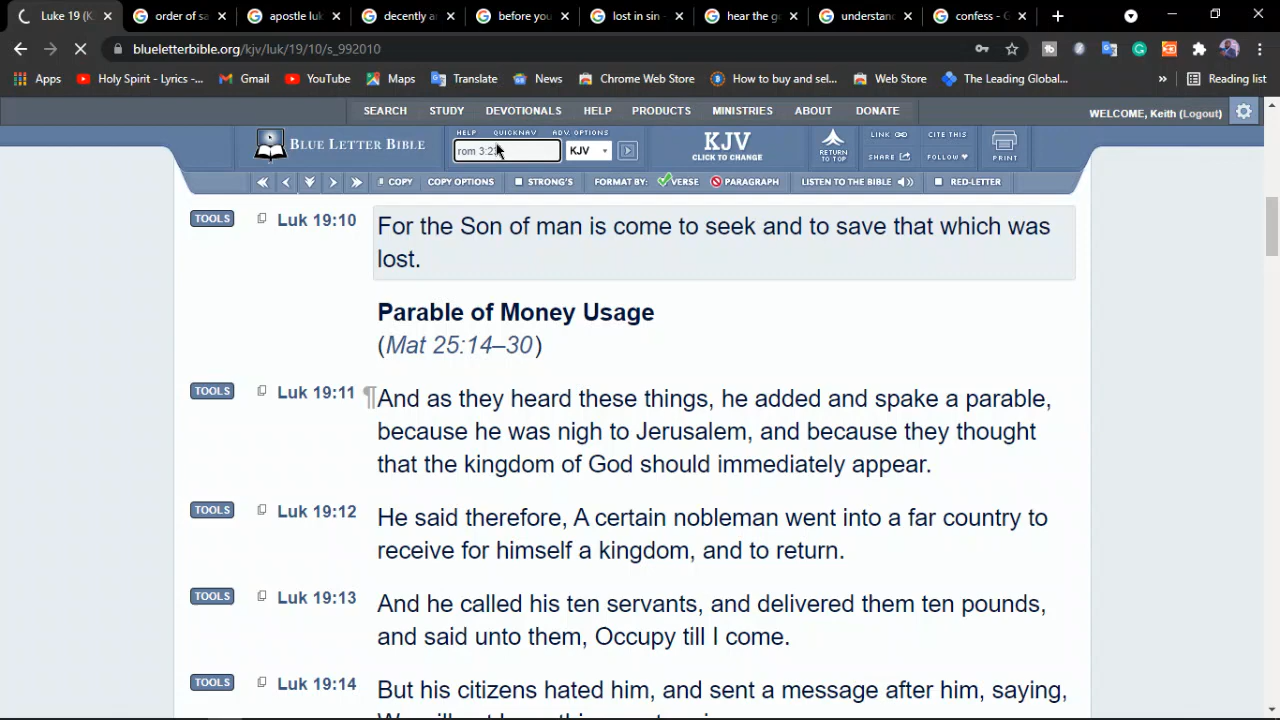 Luke 19 (K
order of sa
apostle luk
decently a
before you
lost in sin -
hear the go
understanc
confess - G
blueletterbible.org/kjv/luk/19/10/s_992010
Apps
Holy Spirit - Lyrics -...
Gmail
YouTube
Maps
Translate
News
Chrome Web Store
How to buy and sel...
Web Store
The Leading Global...
»
Reading list
SEARCH
STUDY
DEVOTIONALS
HELP
PRODUCTS
MINISTRIES
ABOUT
DONATE
WELCOME, Keith (Logout)
BLUE LETTER BIBLE
HELP QUICKNAV ADV. OPTIONS
rom 3:2
KJV
KJV
CLICK TO CHANGE
RETURN
TO TOP
LINK
CITE THIS
SHARE
FOLLOW
PRINT
COPY
COPY OPTIONS
STRONG'S
FORMAT BY:
VERSE
PARAGRAPH
LISTEN TO THE BIBLE
RED-LETTER
TOOLS Luk 19:10 For the Son of man is come to seek and to save that which was
lost.
Parable of Money Usage
(Mat 25:14–30)
TOOLS Luk 19:11 ¶And as they heard these things, he added and spake a parable,
because he was nigh to Jerusalem, and because they thought
that the kingdom of God should immediately appear.
TOOLS Luk 19:12 He said therefore, A certain nobleman went into a far country to
receive for himself a kingdom, and to return.
TOOLS Luk 19:13 And he called his ten servants, and delivered them ten pounds,
and said unto them, Occupy till I come.
TOOLS Luk 19:14 But his citizens hated him, and sent a message after him, saying,